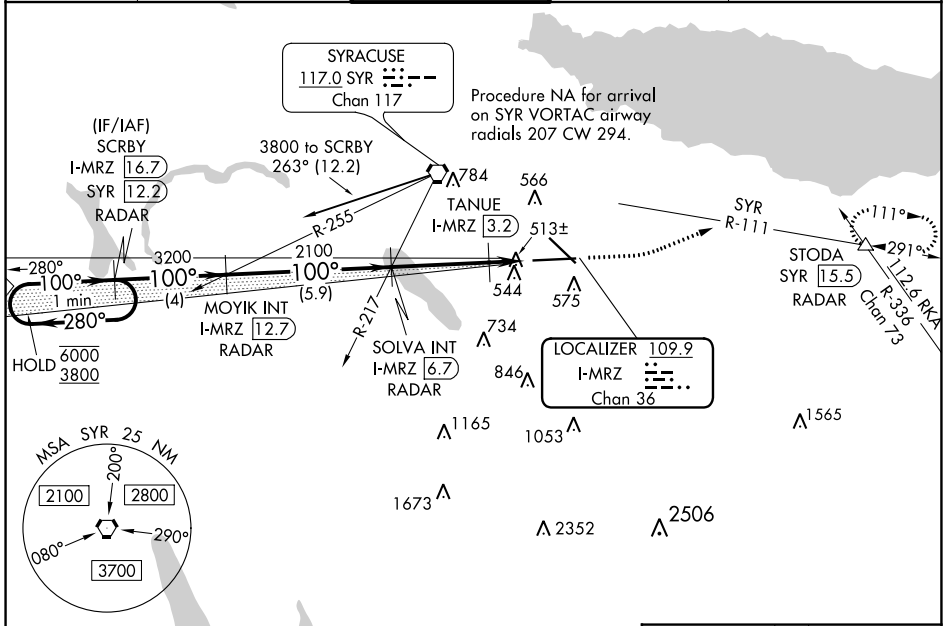 SYRACUSE
117.0 SYR
Chan 117
Procedure NA for arrival
on SYR VORTAC airway
radials 207 CW 294.
(IF/IAF)
SCRBY
I-MRZ 16.7
SYR 12.2
RADAR
3800 to SCRBY
263° (12.2)
784
566
TANUE
I-MRZ 3.2
513±
SYR
R-111
111°
291°
R-255
3200
2100
280°
100°
100°
100°
1 min
(4)
(5.9)
280°
544
575
STODA
SYR 15.5
RADAR
112.6 RKA
R-336
Chan 73
MOYIK INT
I-MRZ 12.7
RADAR
R-217
HOLD 6000
3800
SOLVA INT
I-MRZ 6.7
RADAR
734
846
LOCALIZER 109.9
I-MRZ
Chan 36
1165
1053
1565
1673
2352
2506
MSA SYR 25 NM
200°
2100
2800
080°
290°
3700